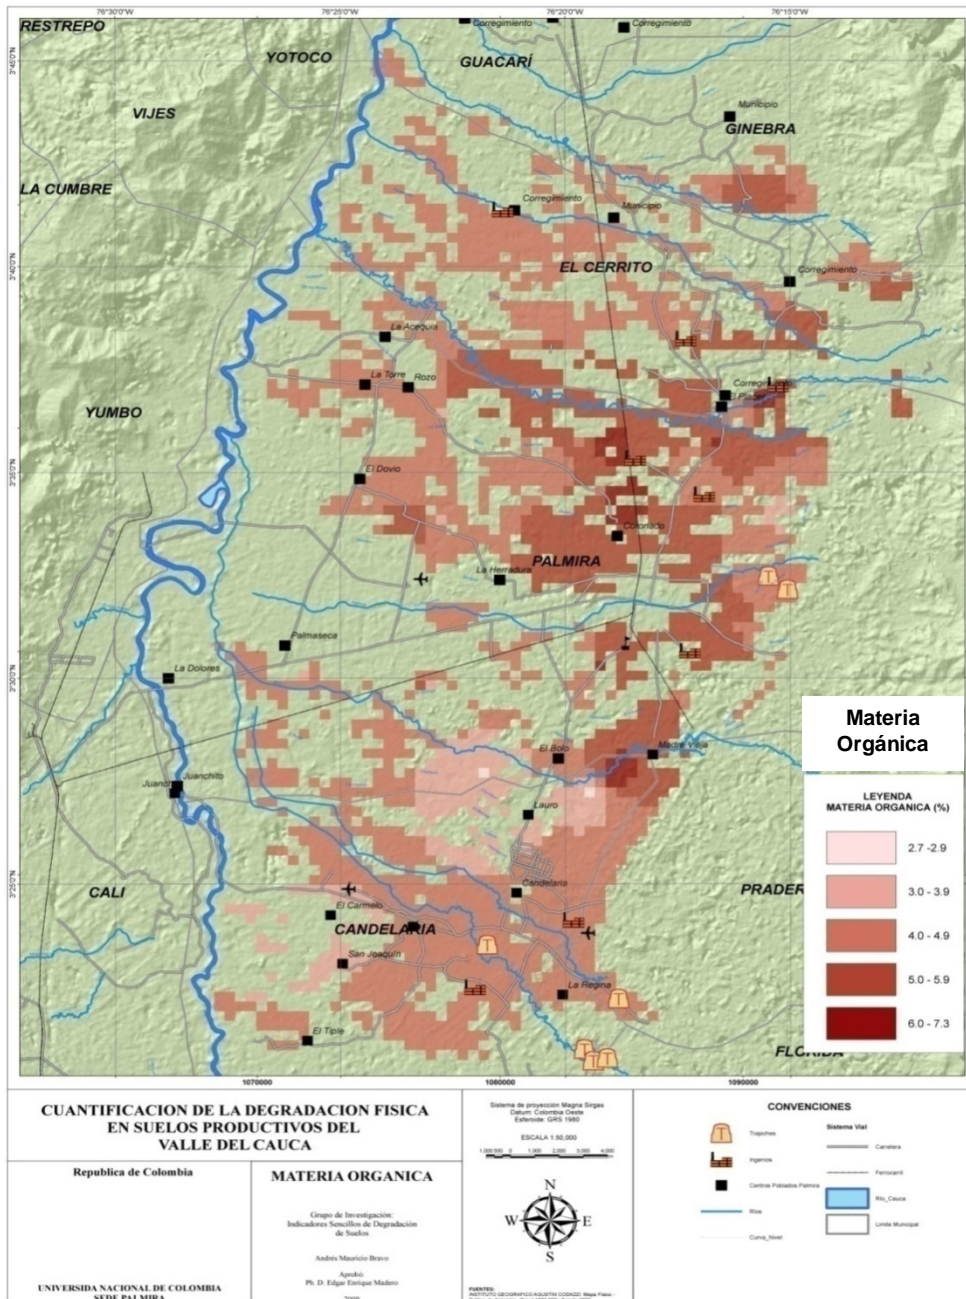 76°30'0"W
76°25'0"W
76°20'0"W
76°15'0"W
RESTREPO
Corregimiento
Corregimiento
YOTOCO
GUACARÍ
VIJES
Municipio
GINEBRA
LA CUMBRE
Corregimiento
Municipio
EL CERRITO
Corregimiento
La Acequia
La Torre
Rozo
Corregimiento
El Placer
YUMBO
El Dovio
Coronado
PALMIRA
La Herradura
Palmaseca
La Dolores
El Bolo
Madre Vieja
Juanchito
Lauro
CALI
Candelaria
PRADER
El Carmelo
CANDELARIA
San Joaquín
La Regina
El Tiple
FLORIDA
Materia
Orgánica
LEYENDA
MATERIA ORGANICA (%)
2.7 -2.9
3.0 - 3.9
4.0 - 4.9
5.0 - 5.9
6.0 - 7.3
1070000
1080000
1090000
CUANTIFICACION DE LA DEGRADACION FISICA
EN SUELOS PRODUCTIVOS DEL
VALLE DEL CAUCA
Republica de Colombia
UNIVERSIDA NACIONAL DE COLOMBIA
SEDE PALMIRA
MATERIA ORGANICA
Grupo de Investigación:
Indicadores Sencillos de Degradación
de Suelos
Andrés Mauricio Bravo
Aprobó:
Ph. D. Edgar Enrique Madero
Sistema de proyección Magna Sirgas
Datum: Colombia Oeste
Esferoide: GRS 1980
ESCALA 1:50,000
N
W E
S
FUENTES:
CONVENCIONES
Trapiches
Ingenios
Centros Poblados Palmira
Ríos
Curva_Nivel
Sistema Vial
Carretera
Ferrocarril
Río_Cauca
Limite Municipal